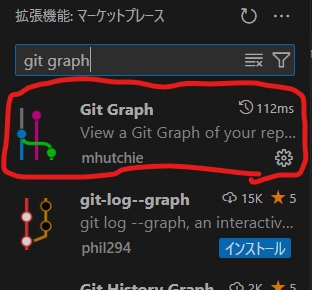 拡張機能: マーケットプレース
git graph
Git Graph
112ms
View a Git Graph of your rep...
mhutchie
git-log--graph
15K
5
git log --graph, an interactiv...
phil294
インストール
Git History Graph
2K
5